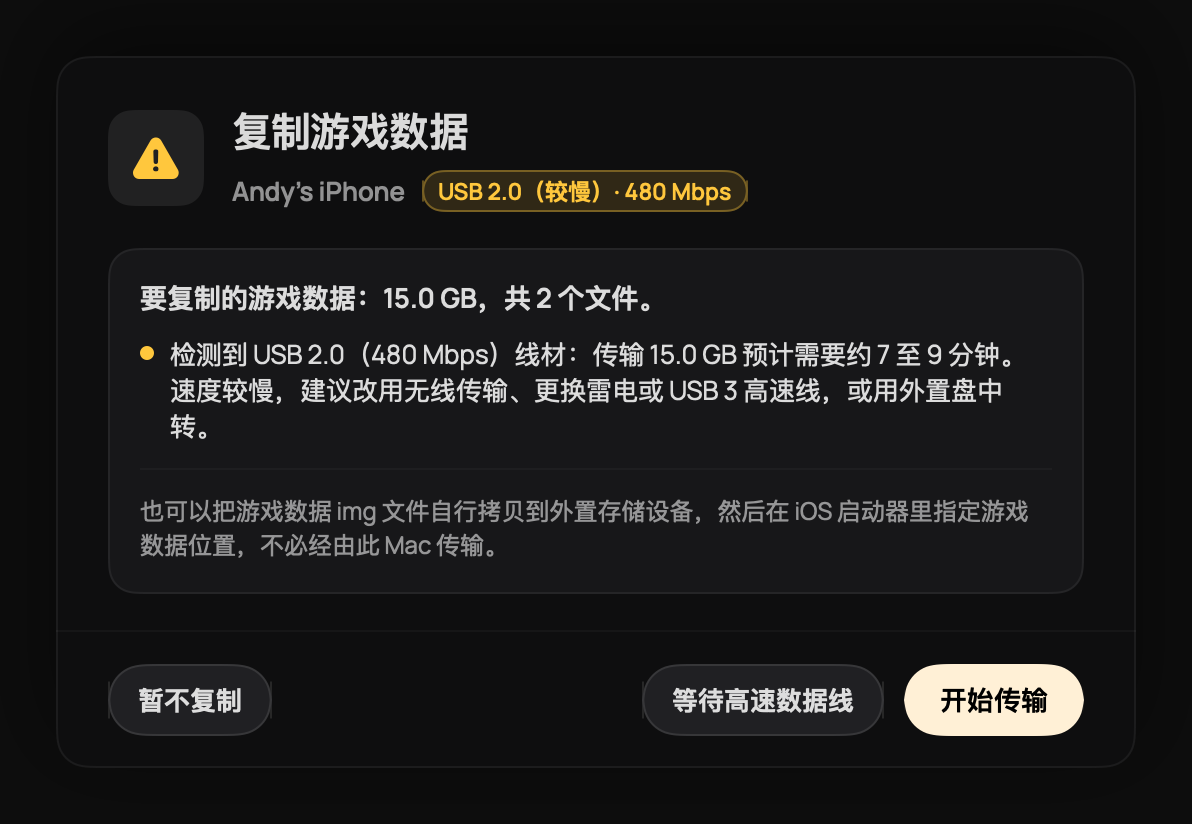 复制游戏数据
Andy's iPhone USB 2.0（较慢）· 480 Mbps
要复制的游戏数据：15.0 GB，共 2 个文件。
检测到 USB 2.0（480 Mbps）线材：传输 15.0 GB 预计需要约 7 至 9 分钟。
速度较慢，建议改用无线传输、更换雷电或 USB 3 高速线，或用外置盘中
转。
也可以把游戏数据 img 文件自行拷贝到外置存储设备，然后在 iOS 启动器里指定游戏
数据位置，不必经由此 Mac 传输。
暂不复制 等待高速数据线 开始传输